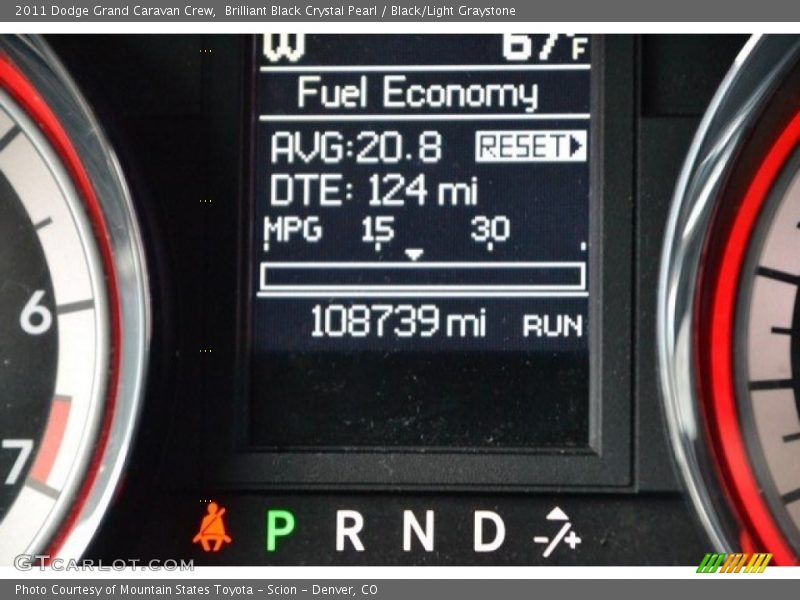 2011 Dodge Grand Caravan Crew, Brilliant Black Crystal Pearl / Black/Light Graystone
W 67°F
Fuel Economy
AVG:20.8 RESET
DTE: 124 mi
MPG 15 30
6
108739 mi RUN
7
P R N D -/+
GTCARLOT.COM
Photo Courtesy of Mountain States Toyota - Scion - Denver, CO